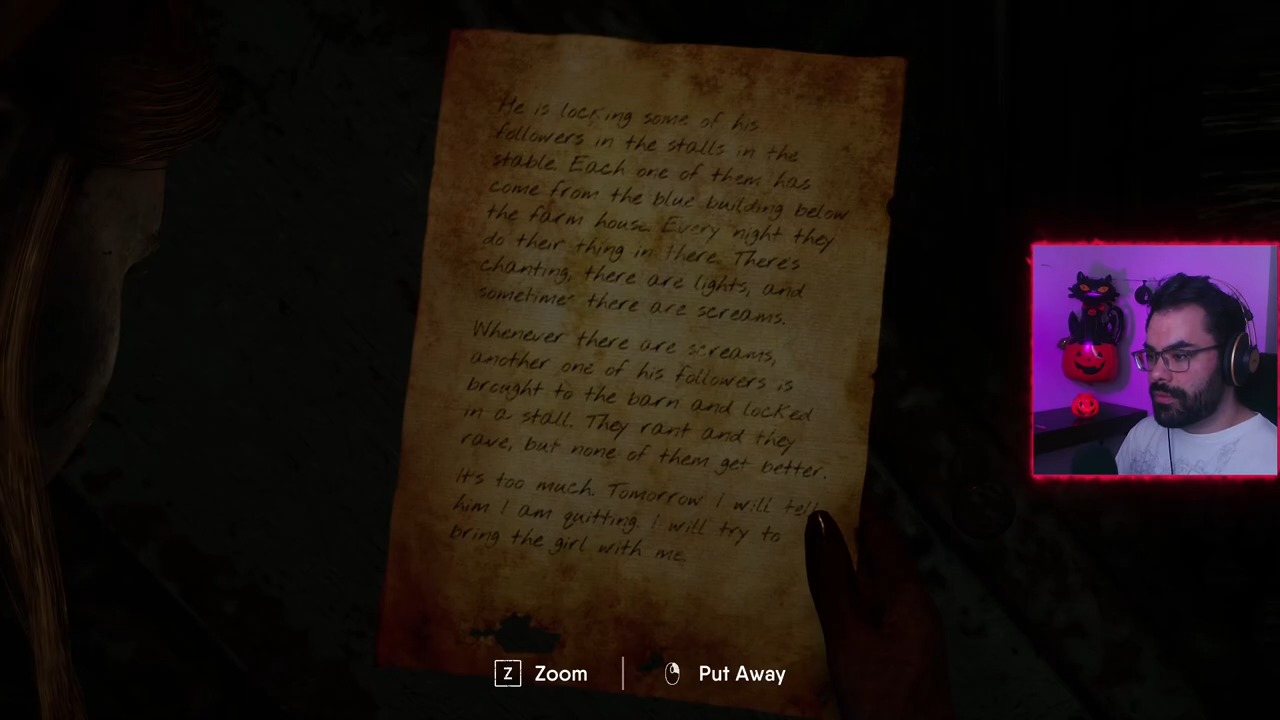 He is locking some of his
followers in the stalls in the
stable. Each one of them has
come from the blue building below
the farm house. Every night they
do their thing in there. There's
chanting, there are lights, and
sometimes there are screams.
Whenever there are screams,
another one of his followers is
brought to the barn and locked
in a stall. They rant and they
rave, but none of them get better.
It's too much. Tomorrow I will tell
him I am quitting. I will try to
bring the girl with me.
Z Zoom
Put Away